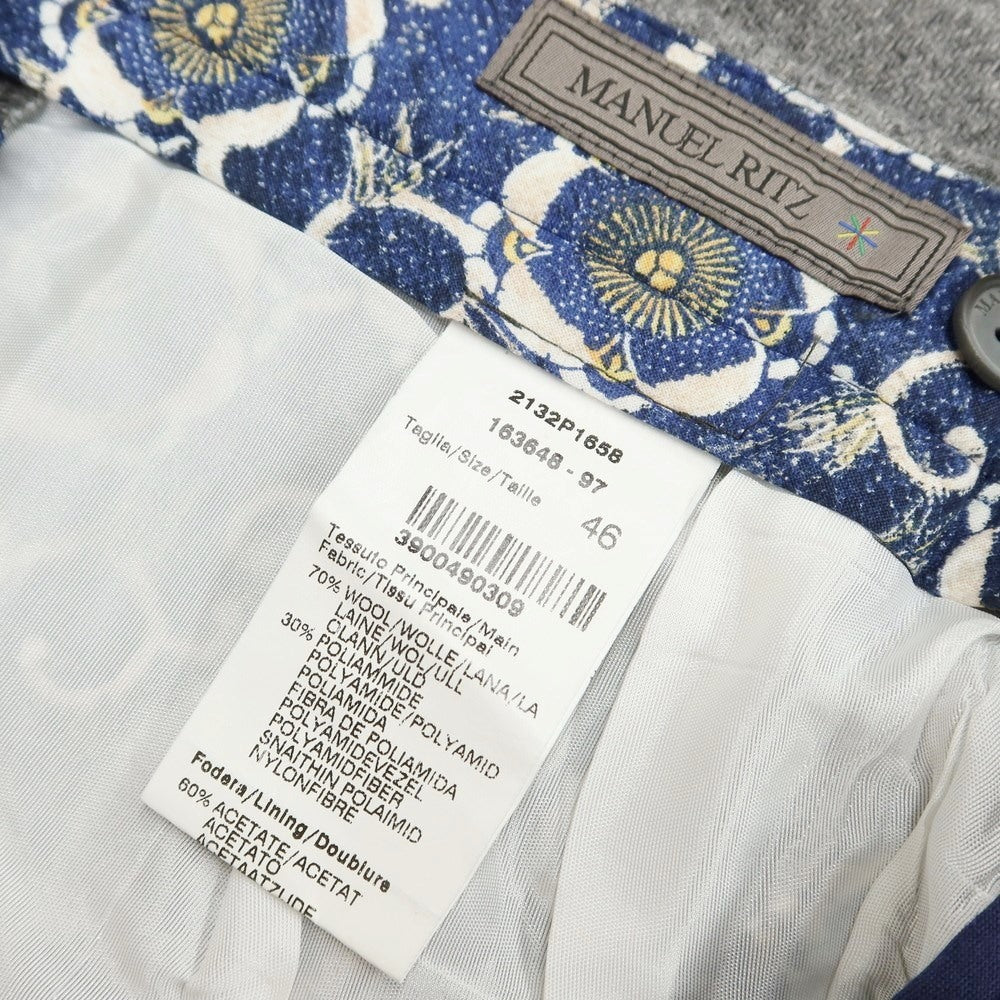 MANUEL RITZ
2132P1658
163648 - 97
Taglia/Size/Taille
46
3900490309
Tessuto Principale/Main
Fabric/Tissu Principal
70% WOOL/WOLLE/LANA/LA
LAINE/WOL/ULL
OLANN/ULD
30% POLIAMMIDE
POLYAMIDE/POLYAMID
POLIAMIDA
FIBRA DE POLIAMIDA
POLYAMIDEVEZEL
POLYAMIDFIBER
SNAITHIN POLAIMID
NYLONFIBRE
Fodera/Lining/Doublure
60% ACETATE/ACETAT
ACETATO
ACETAATZIJDE
MA